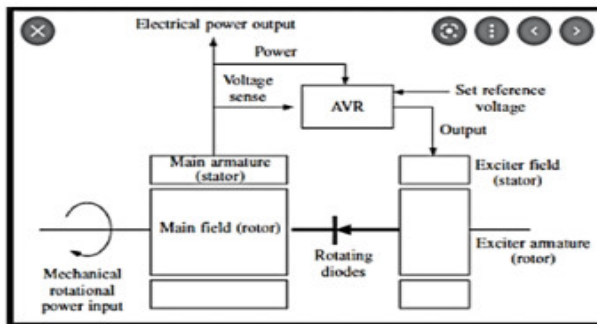 Electrical power output
Power
Voltage
sense
AVR
Set reference
voltage
Output
Main armature
(stator)
Exciter field
(stator)
Main field (rotor)
Rotating
diodes
Exciter armature
(rotor)
Mechanical
rotational
power input